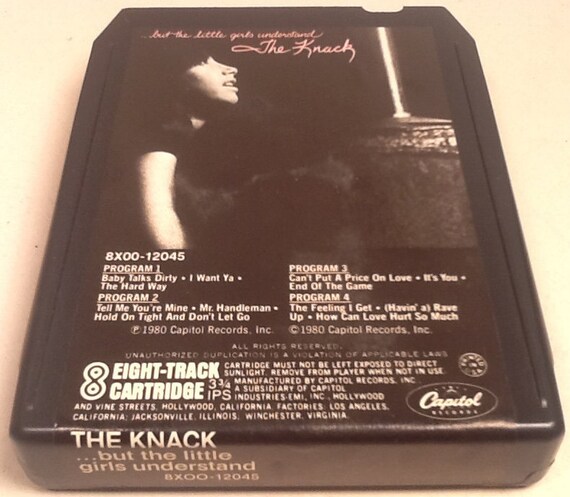 ...but the little girls understand
The Knack
8XOO-12045
PROGRAM 1
Baby Talks Dirty • I Want Ya •
The Hard Way
PROGRAM 2
Tell Me You're Mine • Mr. Handleman •
Hold On Tight And Don't Let Go
℗1980 Capitol Records, Inc.
PROGRAM 3
Can't Put A Price On Love • It's You •
End Of The Game
PROGRAM 4
The Feeling I Get • (Havin' a) Rave
Up • How Can Love Hurt So Much
©1980 Capitol Records, Inc.
ALL RIGHTS RESERVED.
UNAUTHORIZED DUPLICATION IS A VIOLATION OF APPLICABLE LAWS
8 EIGHT-TRACK
CARTRIDGE 3¾ IPS
CARTRIDGE MUST NOT BE LEFT EXPOSED TO DIRECT
SUNLIGHT. REMOVE FROM PLAYER WHEN NOT IN USE.
MANUFACTURED BY CAPITOL RECORDS, INC.,
A SUBSIDIARY OF CAPITOL
INDUSTRIES-EMI, INC., HOLLYWOOD
AND VINE STREETS, HOLLYWOOD, CALIFORNIA. FACTORIES: LOS ANGELES,
CALIFORNIA; JACKSONVILLE, ILLINOIS; WINCHESTER, VIRGINIA.
Capitol
RECORDS
THE KNACK
...but the little
girls understand
8XOO-12045